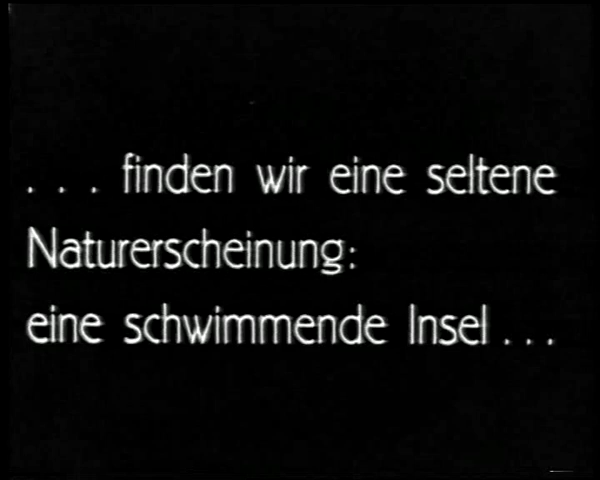 . . . finden wir eine seltene
Naturerscheinung:
eine schwimmende Insel . . .